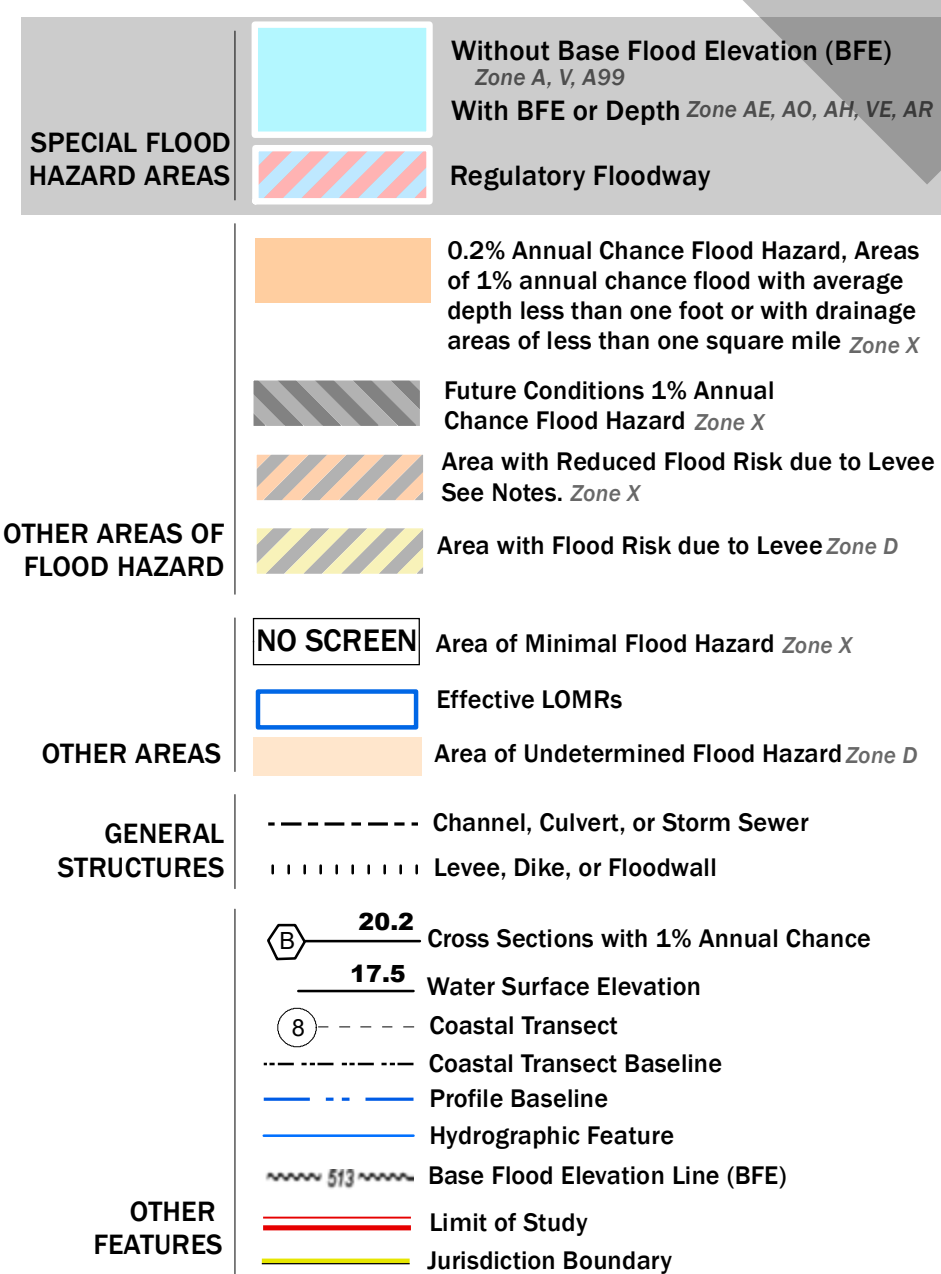 SPECIAL FLOOD
HAZARD AREAS
Without Base Flood Elevation (BFE)
Zone A, V, A99
With BFE or Depth Zone AE, AO, AH, VE, AR
Regulatory Floodway
OTHER AREAS OF
FLOOD HAZARD
0.2% Annual Chance Flood Hazard, Areas
of 1% annual chance flood with average
depth less than one foot or with drainage
areas of less than one square mile Zone X
Future Conditions 1% Annual
Chance Flood Hazard Zone X
Area with Reduced Flood Risk due to Levee
See Notes. Zone X
Area with Flood Risk due to Levee Zone D
OTHER AREAS
NO SCREEN Area of Minimal Flood Hazard Zone X
Effective LOMRs
Area of Undetermined Flood Hazard Zone D
GENERAL
STRUCTURES
Channel, Culvert, or Storm Sewer
Levee, Dike, or Floodwall
OTHER
FEATURES
B 20.2 Cross Sections with 1% Annual Chance
17.5 Water Surface Elevation
8 Coastal Transect
Coastal Transect Baseline
Profile Baseline
Hydrographic Feature
513 Base Flood Elevation Line (BFE)
Limit of Study
Jurisdiction Boundary